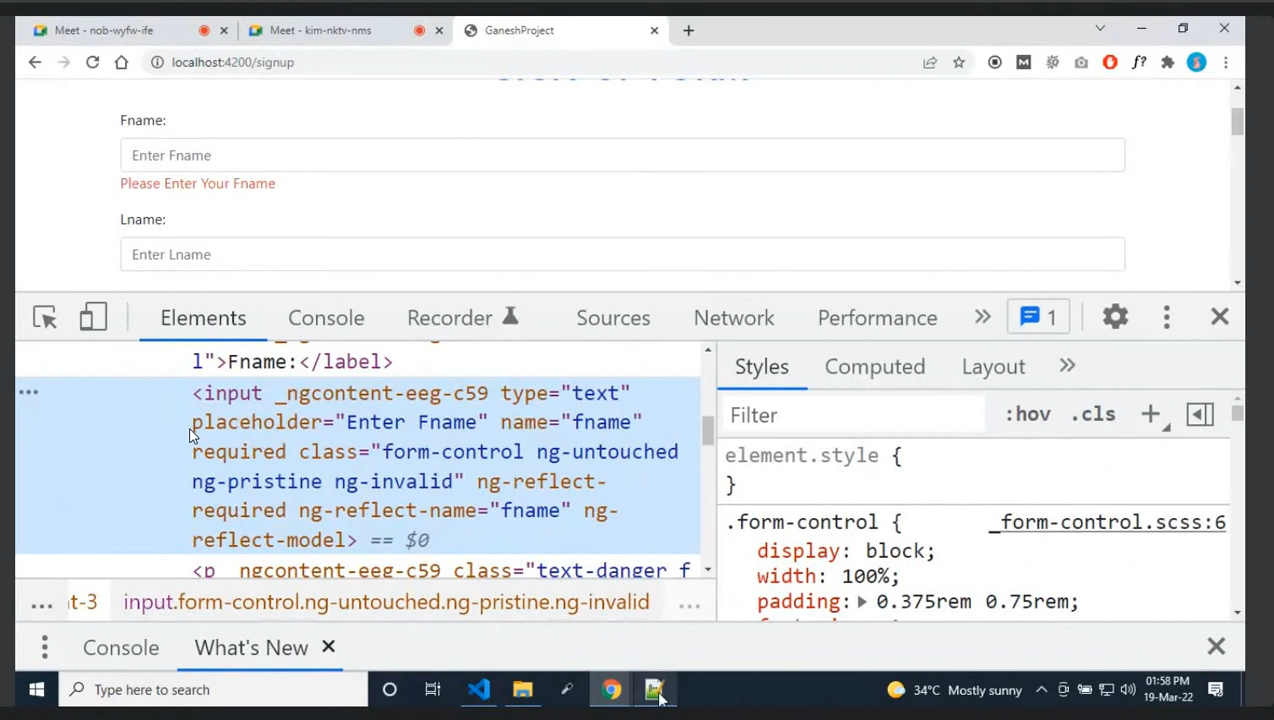 Meet - nob-wyfw-ife
Meet - kim-nktv-nms
GaneshProject
localhost:4200/signup
Fname:
Enter Fname
Please Enter Your Fname
Lname:
Enter Lname
Elements Console Recorder Sources Network Performance 1
l">Fname:</label>
<input _ngcontent-eeg-c59 type="text"
placeholder="Enter Fname" name="fname"
required class="form-control ng-untouched
ng-pristine ng-invalid" ng-reflect-
required ng-reflect-name="fname" ng-
reflect-model> == $0
<p _ngcontent-eeg-c59 class="text-danger f
... t-3 input.form-control.ng-untouched.ng-pristine.ng-invalid ...
Styles Computed Layout
Filter :hov .cls
element.style {
}
.form-control { _form-control.scss:6
display: block;
width: 100%;
padding: 0.375rem 0.75rem;
Console What's New
Type here to search
34°C Mostly sunny
01:58 PM
19-Mar-22